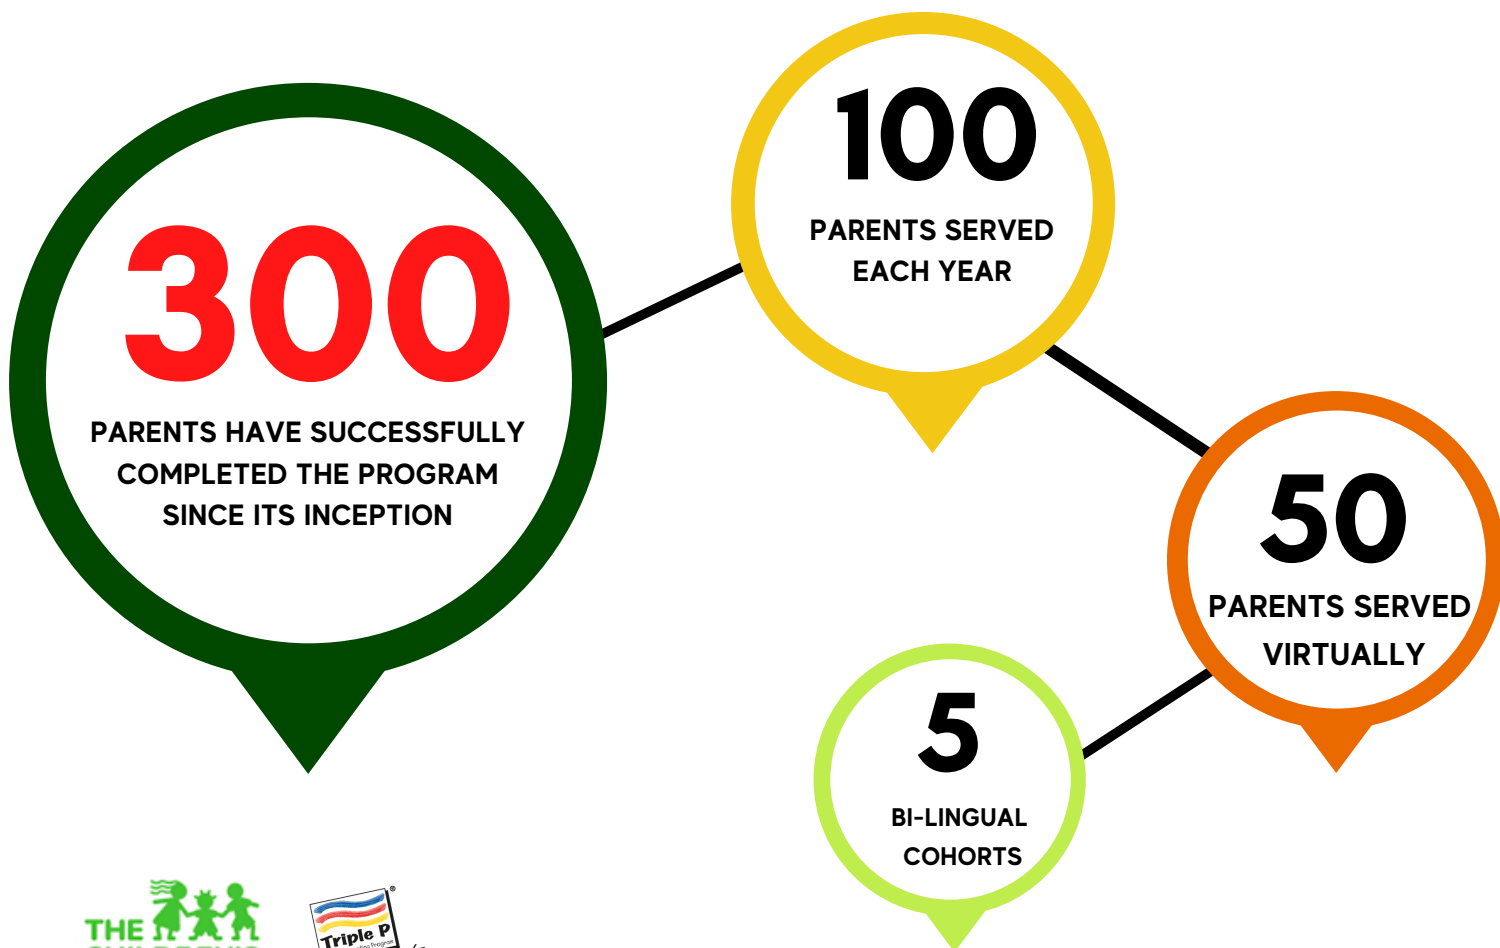 300
PARENTS HAVE SUCCESSFULLY
COMPLETED THE PROGRAM
SINCE ITS INCEPTION
100
PARENTS SERVED
EACH YEAR
50
PARENTS SERVED
VIRTUALLY
5
BI-LINGUAL
COHORTS
THE
Triple P
®